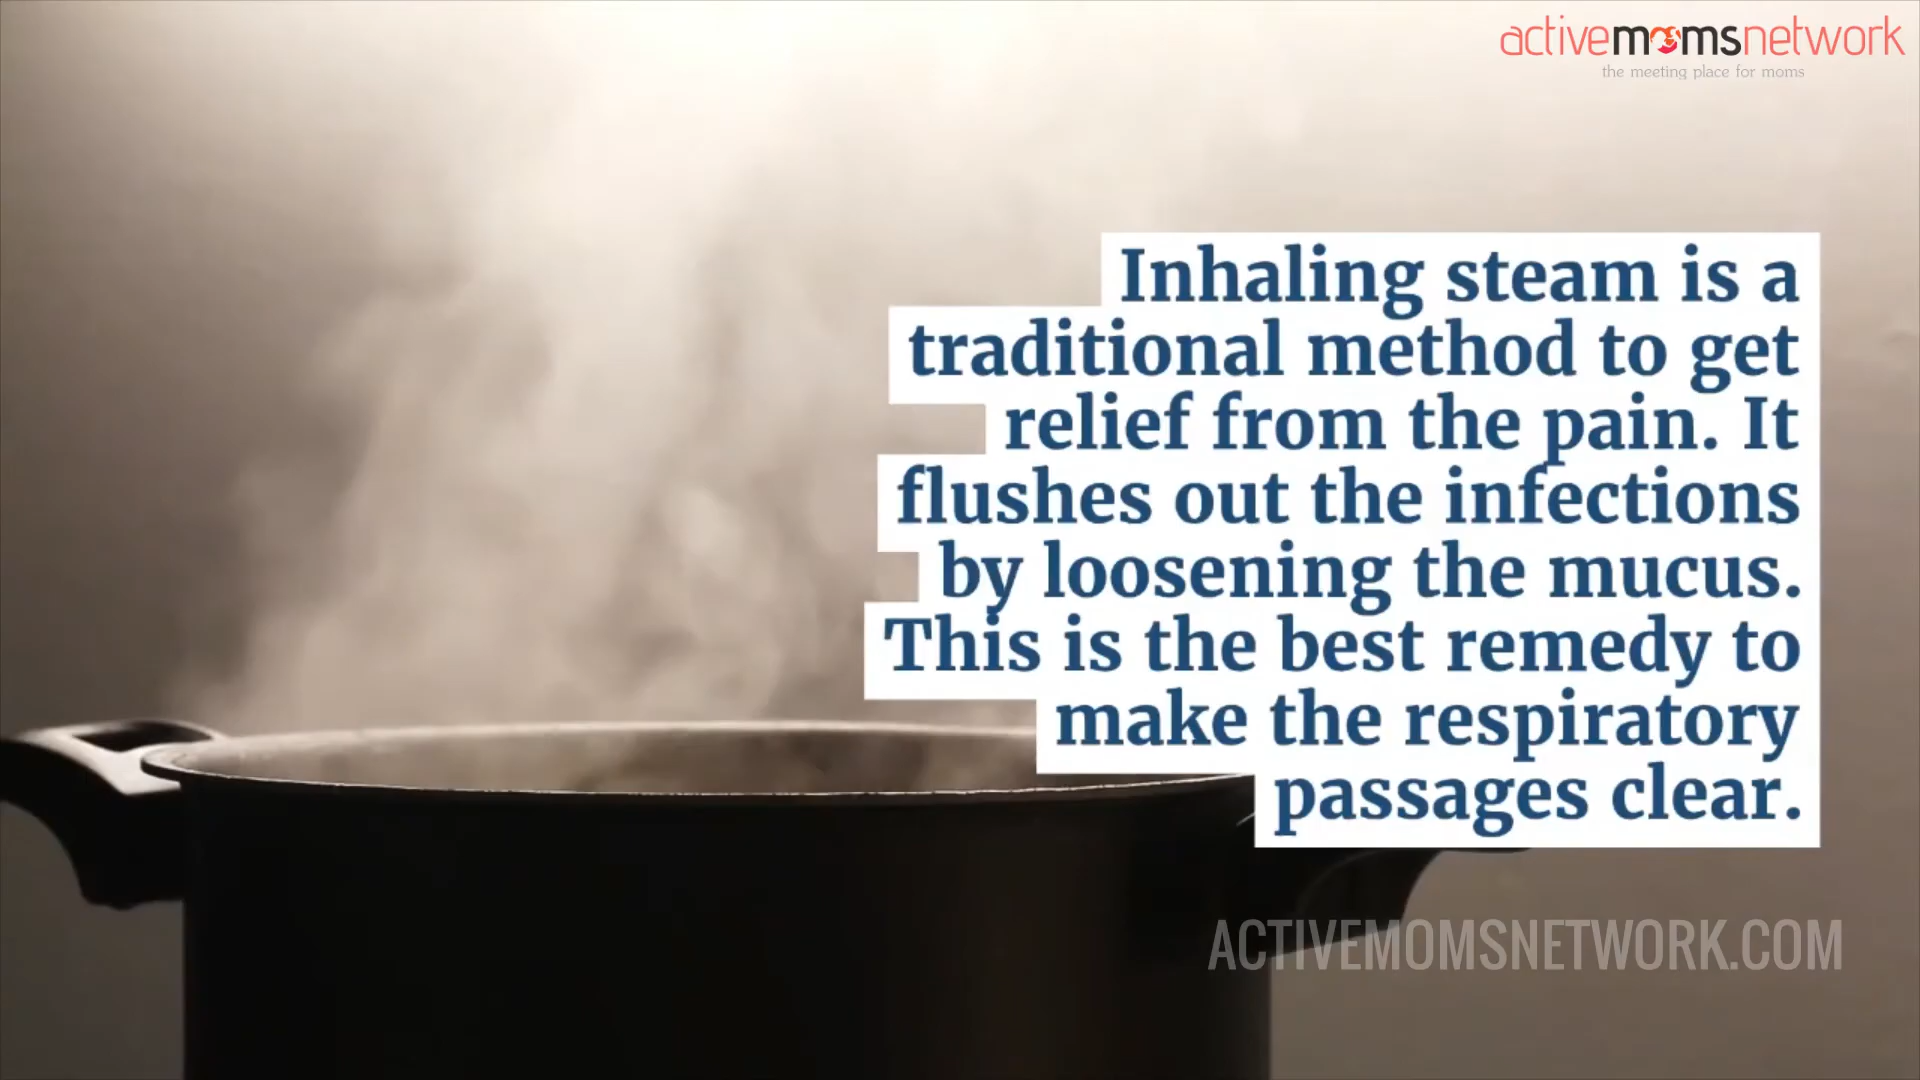 activemomsnetwork
the meeting place for moms
Inhaling steam is a
traditional method to get
relief from the pain. It
flushes out the infections
by loosening the mucus.
This is the best remedy to
make the respiratory
passages clear.
ACTIVEMOMSNETWORK.COM